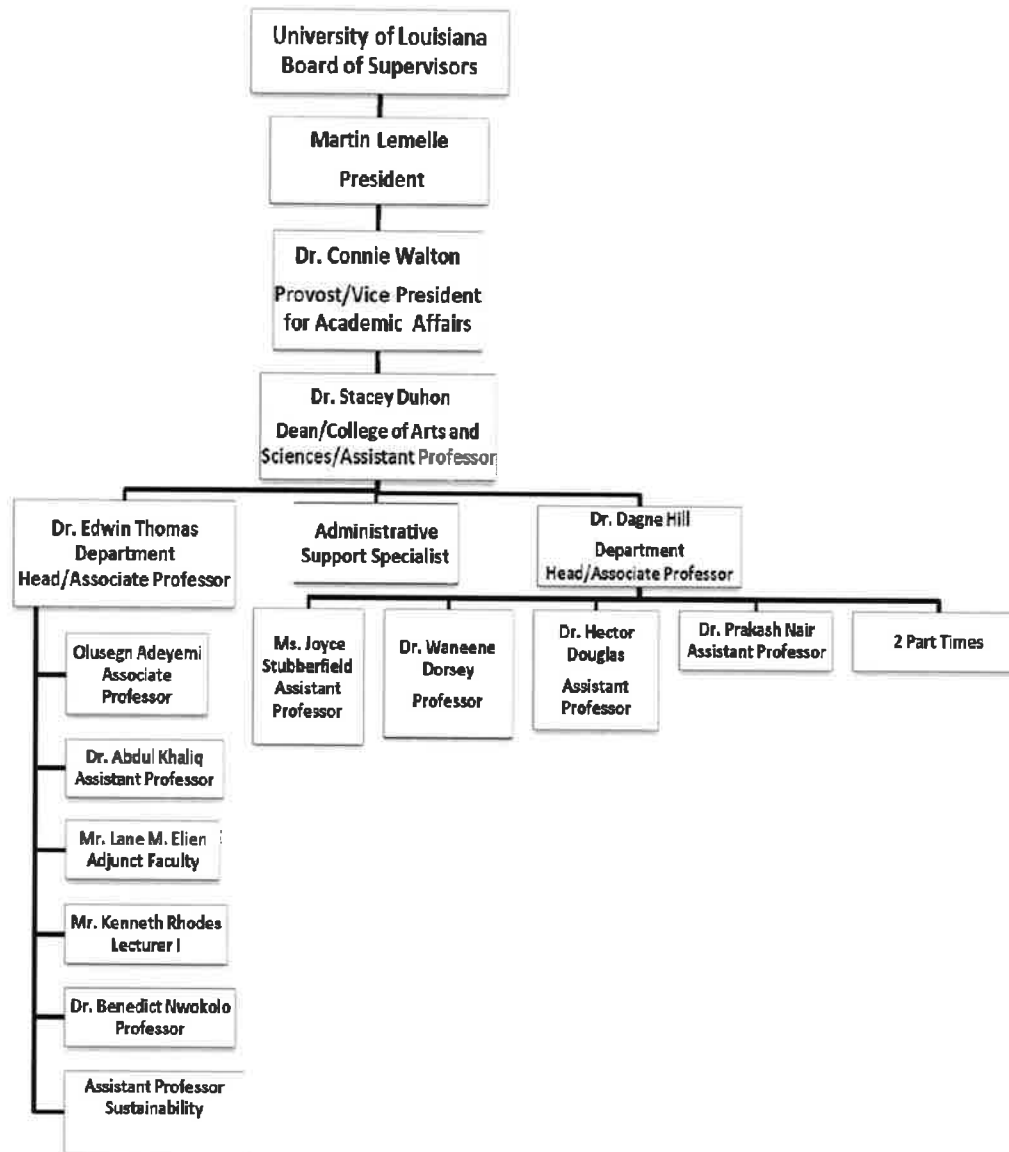 University of Louisiana
Board of Supervisors
Martin Lemelle
President
Dr. Connie Walton
Provost/Vice President
for Academic Affairs
Dr. Stacey Duhon
Dean/College of Arts and
Sciences/Assistant Professor
Dr. Edwin Thomas
Department
Head/Associate Professor
Administrative
Support Specialist
Dr. Dagne Hill
Department
Head/Associate Professor
Olusegn Adeyemi
Associate
Professor
Dr. Abdul Khaliq
Assistant Professor
Mr. Lane M. Elien
Adjunct Faculty
Mr. Kenneth Rhodes
Lecturer I
Dr. Benedict Nwokolo
Professor
Assistant Professor
Sustainability
Ms. Joyce
Stubberfield
Assistant
Professor
Dr. Waneene
Dorsey
Professor
Dr. Hector
Douglas
Assistant
Professor
Dr. Prakash Nair
Assistant Professor
2 Part Times